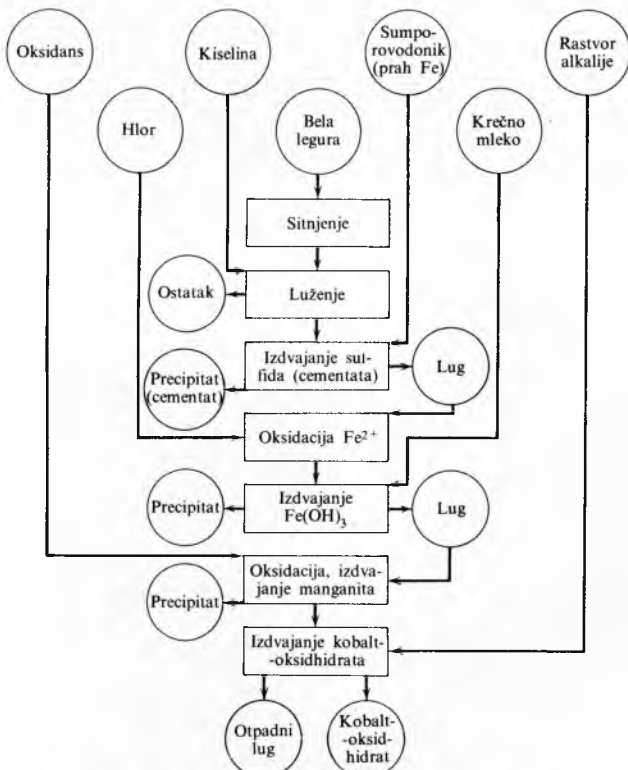 Oksidans
Kiselina
Sumpo-
rovodonik
(prah Fe)
Rastvor
alkalije
Hlor
Bela
legura
Krečno
mleko
Sitnjenje
Ostatak
Luženje
Precipitat
(cementat)
Izdvajanje sul-
fida (cementata)
Lug
Oksidacija Fe²⁺
Precipitat
Izdvajanje
Fe(OH)₃
Lug
Precipitat
Oksidacija, izdva-
janje manganita
Izdvajanje kobalt-
-oksidhidrata
Otpadni
lug
Kobalt-
-oksid-
hidrat